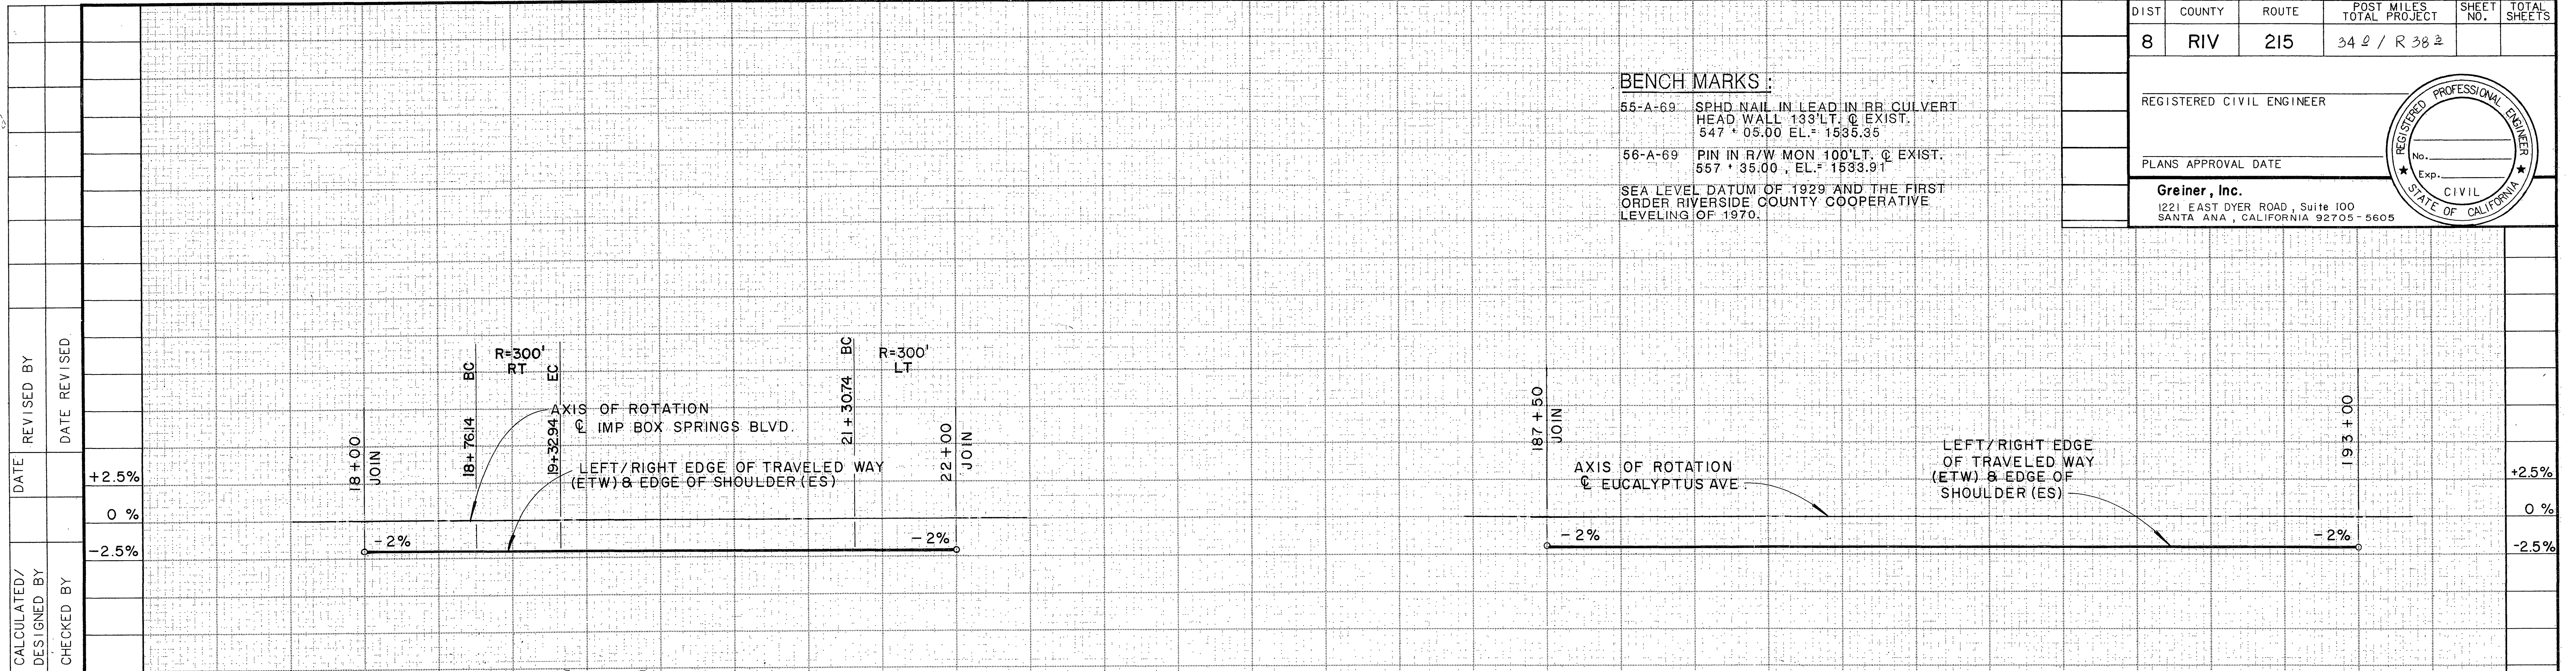 DIST COUNTY ROUTE POST MILES TOTAL PROJECT SHEET NO. TOTAL SHEETS
8 RIV 215 34.0 / R 38.3
REGISTERED CIVIL ENGINEER
PLANS APPROVAL DATE
REGISTERED PROFESSIONAL ENGINEER
No.
Exp.
CIVIL
STATE OF CALIFORNIA
Greiner, Inc.
1221 EAST DYER ROAD, Suite 100
SANTA ANA, CALIFORNIA 92705-5605
BENCH MARKS :
55-A-69 SPHD NAIL IN LEAD IN RR CULVERT
HEAD WALL 133'LT. ℄ EXIST.
547 + 05.00 EL.= 1535.35
56-A-69 PIN IN R/W MON 100'LT. ℄ EXIST.
557 + 35.00 , EL.= 1533.91
SEA LEVEL DATUM OF 1929 AND THE FIRST
ORDER RIVERSIDE COUNTY COOPERATIVE
LEVELING OF 1970.
REVISED BY
DATE REVISED
DATE
CALCULATED/
DESIGNED BY
CHECKED BY
+2.5%
0 %
-2.5%
18+00
JOIN
18+76.14 BC
R=300'
RT
19+32.94 EC
AXIS OF ROTATION
℄ IMP BOX SPRINGS BLVD.
LEFT/RIGHT EDGE OF TRAVELED WAY
(ETW) & EDGE OF SHOULDER (ES)
21+30.74 BC
R=300'
LT
22+00
JOIN
-2%
-2%
187+50
JOIN
AXIS OF ROTATION
℄ EUCALYPTUS AVE.
LEFT/RIGHT EDGE
OF TRAVELED WAY
(ETW) & EDGE OF
SHOULDER (ES)
193+00
-2%
-2%
+2.5%
0 %
-2.5%